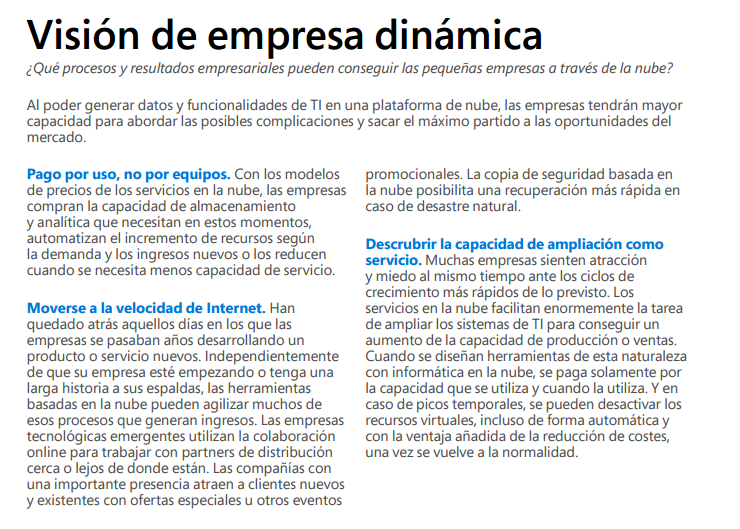 Visión de empresa dinámica
¿Qué procesos y resultados empresariales pueden conseguir las pequeñas empresas a través de la nube?
Al poder generar datos y funcionalidades de TI en una plataforma de nube, las empresas tendrán mayor
capacidad para abordar las posibles complicaciones y sacar el máximo partido a las oportunidades del
mercado.
Pago por uso, no por equipos. Con los modelos
de precios de los servicios en la nube, las empresas
compran la capacidad de almacenamiento
y analítica que necesitan en estos momentos,
automatizan el incremento de recursos según
la demanda y los ingresos nuevos o los reducen
cuando se necesita menos capacidad de servicio.
Moverse a la velocidad de Internet. Han
quedado atrás aquellos días en los que las
empresas se pasaban años desarrollando un
producto o servicio nuevos. Independientemente
de que su empresa esté empezando o tenga una
larga historia a sus espaldas, las herramientas
basadas en la nube pueden agilizar muchos de
esos procesos que generan ingresos. Las empresas
tecnológicas emergentes utilizan la colaboración
online para trabajar con partners de distribución
cerca o lejos de donde están. Las compañías con
una importante presencia atraen a clientes nuevos
y existentes con ofertas especiales u otros eventos
promocionales. La copia de seguridad basada en
la nube posibilita una recuperación más rápida en
caso de desastre natural.
Descrubrir la capacidad de ampliación como
servicio. Muchas empresas sienten atracción
y miedo al mismo tiempo ante los ciclos de
crecimiento más rápidos de lo previsto. Los
servicios en la nube facilitan enormemente la tarea
de ampliar los sistemas de TI para conseguir un
aumento de la capacidad de producción o ventas.
Cuando se diseñan herramientas de esta naturaleza
con informática en la nube, se paga solamente por
la capacidad que se utiliza y cuando la utiliza. Y en
caso de picos temporales, se pueden desactivar los
recursos virtuales, incluso de forma automática y
con la ventaja añadida de la reducción de costes,
una vez se vuelve a la normalidad.